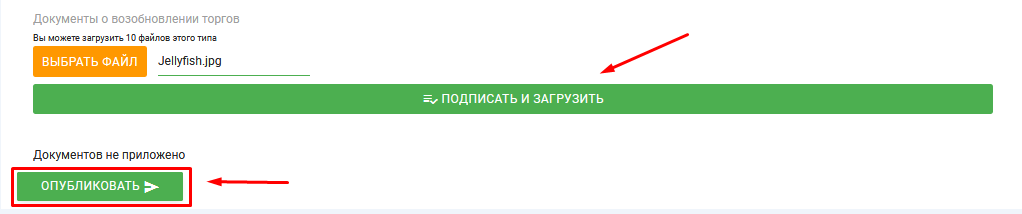 Документы о возобновлении торгов
Вы можете загрузить 10 файлов этого типа
ВЫБРАТЬ ФАЙЛ Jellyfish.jpg
ПОДПИСАТЬ И ЗАГРУЗИТЬ
Документов не приложено
ОПУБЛИКОВАТЬ